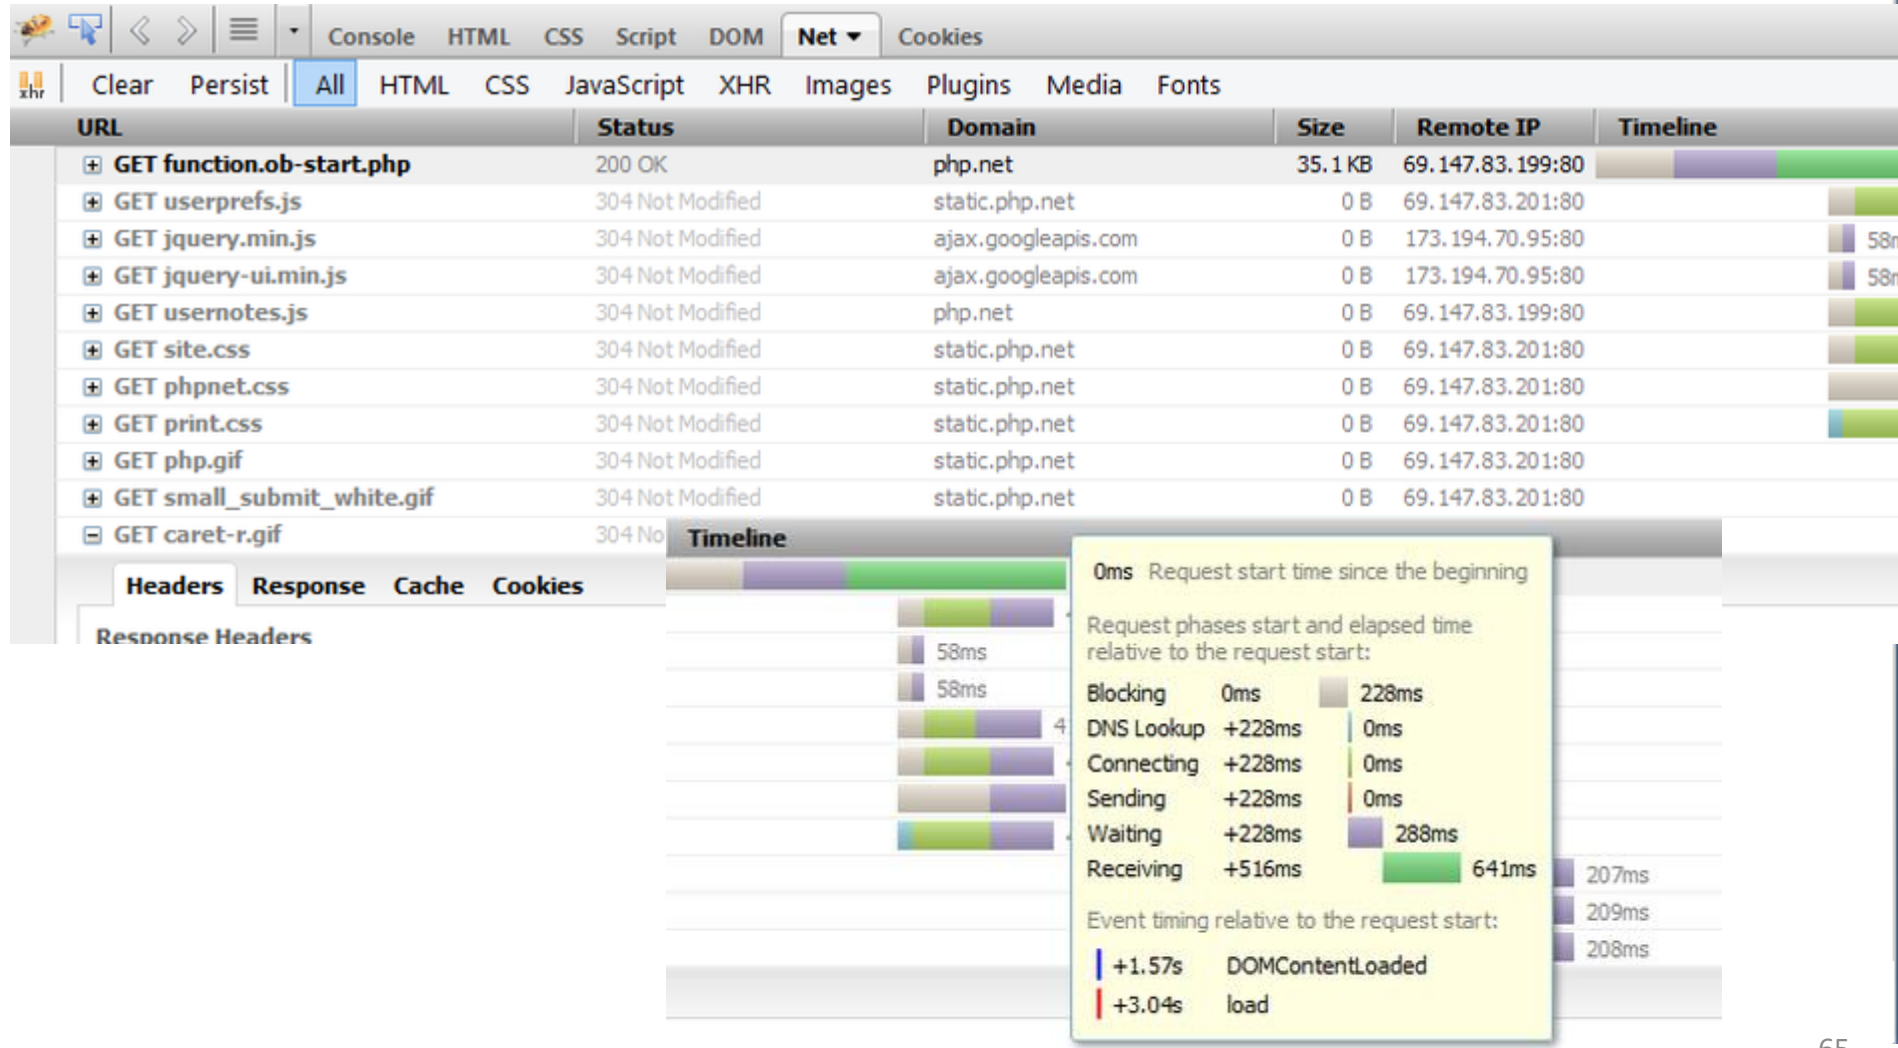 Console HTML CSS Script DOM Net Cookies
xhr Clear Persist All HTML CSS JavaScript XHR Images Plugins Media Fonts
URL Status Domain Size Remote IP Timeline
GET function.ob-start.php 200 OK php.net 35.1 KB 69.147.83.199:80
GET userprefs.js 304 Not Modified static.php.net 0 B 69.147.83.201:80
GET jquery.min.js 304 Not Modified ajax.googleapis.com 0 B 173.194.70.95:80 58m
GET jquery-ui.min.js 304 Not Modified ajax.googleapis.com 0 B 173.194.70.95:80 58m
GET usernotes.js 304 Not Modified php.net 0 B 69.147.83.199:80
GET site.css 304 Not Modified static.php.net 0 B 69.147.83.201:80
GET phpnet.css 304 Not Modified static.php.net 0 B 69.147.83.201:80
GET print.css 304 Not Modified static.php.net 0 B 69.147.83.201:80
GET php.gif 304 Not Modified static.php.net 0 B 69.147.83.201:80
GET small_submit_white.gif 304 Not Modified static.php.net 0 B 69.147.83.201:80
GET caret-r.gif 304 No
Headers Response Cache Cookies
Response Headers
Timeline
58ms
58ms
4
0ms Request start time since the beginning
Request phases start and elapsed time
relative to the request start:
Blocking 0ms 228ms
DNS Lookup +228ms 0ms
Connecting +228ms 0ms
Sending +228ms 0ms
Waiting +228ms 288ms
Receiving +516ms 641ms
Event timing relative to the request start:
+1.57s DOMContentLoaded
+3.04s load
207ms
209ms
208ms
65